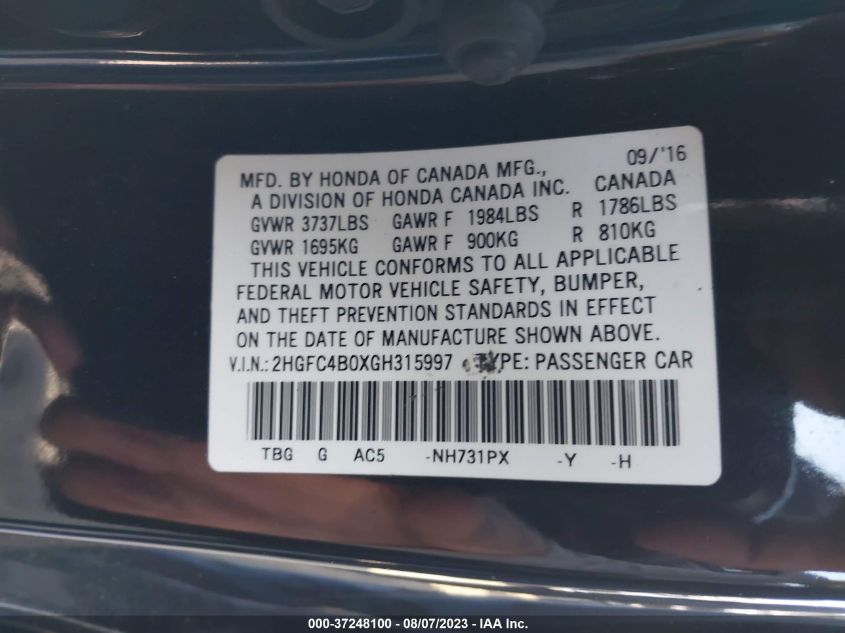 MFD. BY HONDA OF CANADA MFG., 09/'16
A DIVISION OF HONDA CANADA INC. CANADA
GVWR 3737LBS GAWR F 1984LBS R 1786LBS
GVWR 1695KG GAWR F 900KG R 810KG
THIS VEHICLE CONFORMS TO ALL APPLICABLE
FEDERAL MOTOR VEHICLE SAFETY, BUMPER,
AND THEFT PREVENTION STANDARDS IN EFFECT
ON THE DATE OF MANUFACTURE SHOWN ABOVE.
V.I.N.: 2HGFC4B0XGH315997 PASSENGER CAR
TBG G AC5 -NH731PX -Y -H
000-37248100 - 08/07/2023 - IAA Inc.